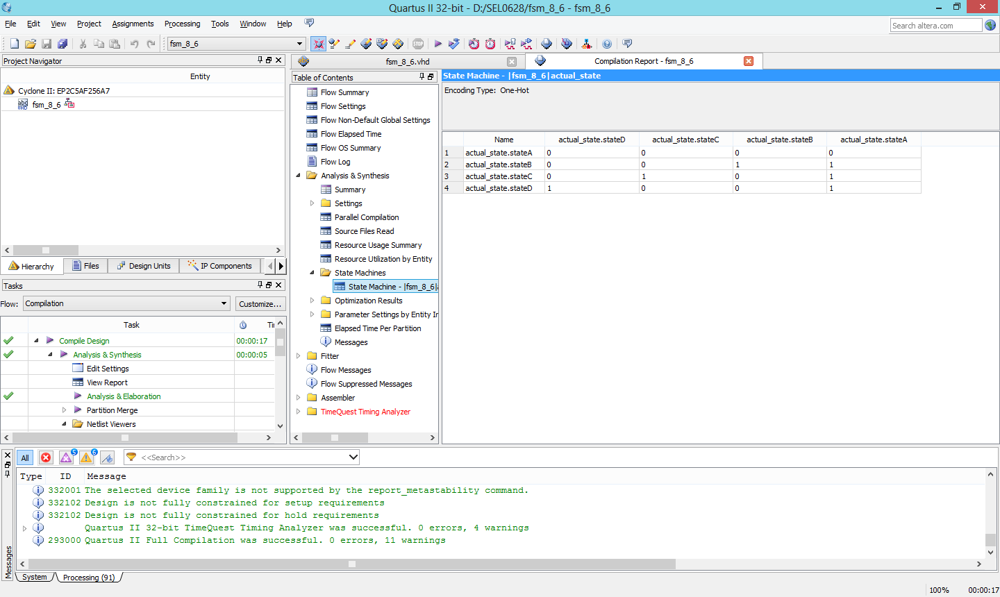 Quartus II 32-bit - D:/SEL0628/fsm_8_6 - fsm_8_6
File Edit View Project Assignments Processing Tools Window Help
Search altera.com
fsm_8_6
STOP
Project Navigator
Entity
Cyclone II: EP2C5AF256A7
abc
VHD
fsm_8_6
Hierarchy Files Design Units IP Components
Tasks
Flow: Compilation Customize...
Task Ti
Compile Design 00:00:17
Analysis & Synthesis 00:00:05
Edit Settings
View Report
Analysis & Elaboration
Partition Merge
Netlist Viewers
fsm_8_6.vhd
Compilation Report - fsm_8_6
Table of Contents
Flow Summary
Flow Settings
Flow Non-Default Global Settings
Flow Elapsed Time
Flow OS Summary
Flow Log
Analysis & Synthesis
Summary
Settings
Parallel Compilation
Source Files Read
Resource Usage Summary
Resource Utilization by Entity
State Machines
State Machine - |fsm_8_6|
Optimization Results
Parameter Settings by Entity In
Elapsed Time Per Partition
Messages
Fitter
Flow Messages
Flow Suppressed Messages
Assembler
TimeQuest Timing Analyzer
State Machine - |fsm_8_6|actual_state
Encoding Type: One-Hot
Name actual_state.stateD actual_state.stateC actual_state.stateB actual_state.stateA
1 actual_state.stateA 0 0 0 0
2 actual_state.stateB 0 0 1 1
3 actual_state.stateC 0 1 0 1
4 actual_state.stateD 1 0 0 1
All 5 6 <<Search>>
Type ID Message
332001 The selected device family is not supported by the report_metastability command.
332102 Design is not fully constrained for setup requirements
332102 Design is not fully constrained for hold requirements
Quartus II 32-bit TimeQuest Timing Analyzer was successful. 0 errors, 4 warnings
293000 Quartus II Full Compilation was successful. 0 errors, 11 warnings
Messages
System Processing (91)
100% 00:00:17